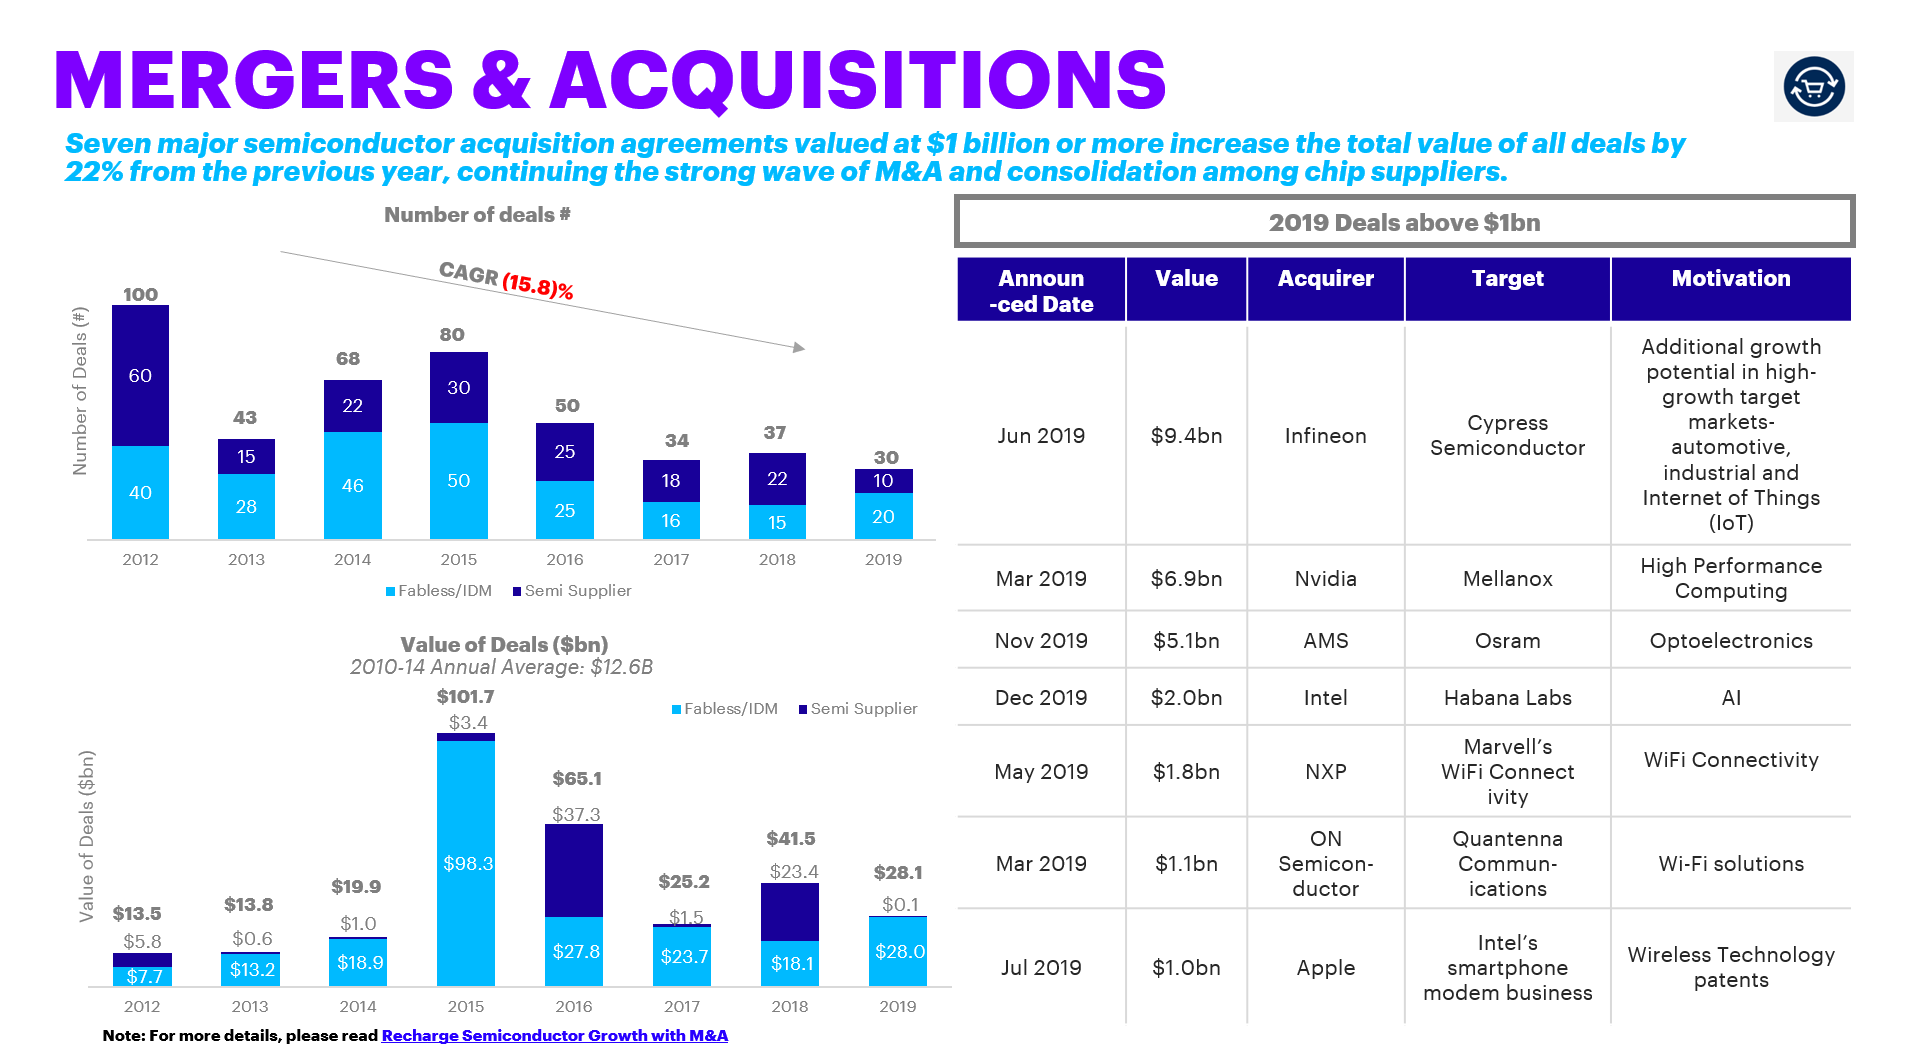 MERGERS & ACQUISITIONS
Seven major semiconductor acquisition agreements valued at $1 billion or more increase the total value of all deals by
22% from the previous year, continuing the strong wave of M&A and consolidation among chip suppliers.
Number of deals #
CAGR (15.8)%
Number of Deals (#)
100
43
68
80
50
34
37
30
60
15
22
30
25
18
22
10
40
28
46
50
25
16
15
20
2012 2013 2014 2015 2016 2017 2018 2019
Fabless/IDM Semi Supplier
Value of Deals ($bn)
2010-14 Annual Average: $12.6B
Fabless/IDM Semi Supplier
Value of Deals ($bn)
$13.5
$13.8
$19.9
$101.7
$65.1
$25.2
$41.5
$28.1
$5.8
$0.6
$1.0
$3.4
$37.3
$1.5
$23.4
$0.1
$7.7
$13.2
$18.9
$98.3
$27.8
$23.7
$18.1
$28.0
2012 2013 2014 2015 2016 2017 2018 2019
Note: For more details, please read Recharge Semiconductor Growth with M&A
2019 Deals above $1bn
Announ
-ced Date
Value
Acquirer
Target
Motivation
Jun 2019
$9.4bn
Infineon
Cypress
Semiconductor
Additional growth
potential in high-
growth target
markets-
automotive,
industrial and
Internet of Things
(IoT)
Mar 2019
$6.9bn
Nvidia
Mellanox
High Performance
Computing
Nov 2019
$5.1bn
AMS
Osram
Optoelectronics
Dec 2019
$2.0bn
Intel
Habana Labs
AI
May 2019
$1.8bn
NXP
Marvell’s
WiFi Connect
ivity
WiFi Connectivity
Mar 2019
$1.1bn
ON
Semicon-
ductor
Quantenna
Commun-
ications
Wi-Fi solutions
Jul 2019
$1.0bn
Apple
Intel’s
smartphone
modem business
Wireless Technology
patents